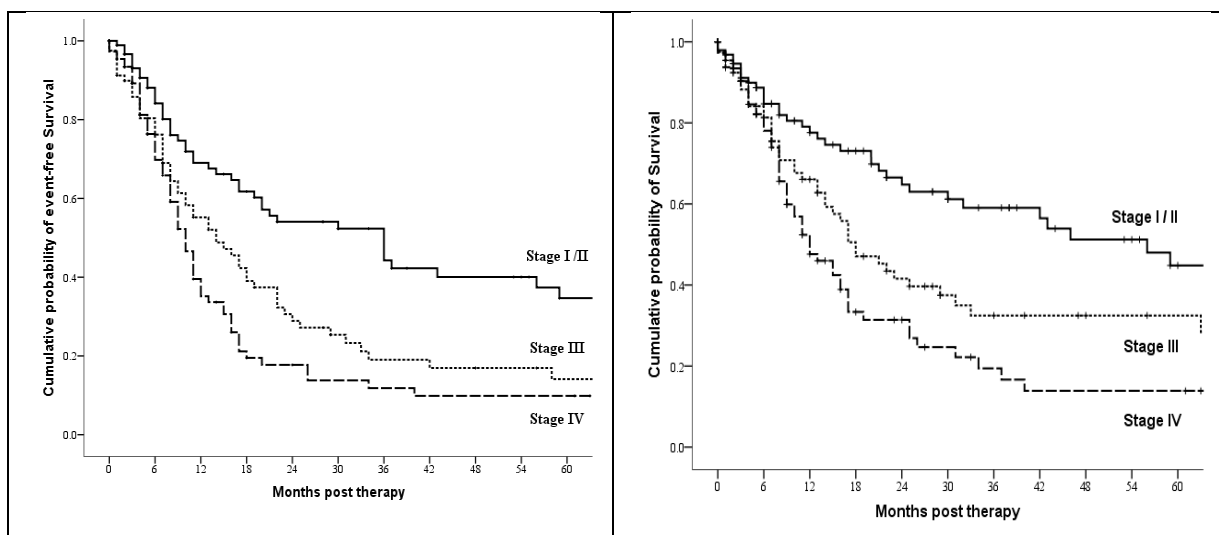 Cumulative probability of event-free Survival
1.0
0.8
0.6
0.4
0.2
0.0
Stage I /II
Stage III
Stage IV
0 6 12 18 24 30 36 42 48 54 60
Months post therapy
Cumulative probability of Survival
1.0
0.8
0.6
0.4
0.2
0.0
Stage I / II
Stage III
Stage IV
0 6 12 18 24 30 36 42 48 54 60
Months post therapy